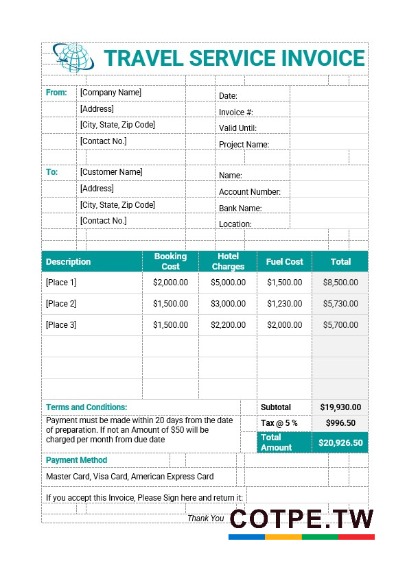 TRAVEL SERVICE INVOICE
From: [Company Name]
[Address]
[City, State, Zip Code]
[Contact No.]
Date:
Invoice #:
Valid Until:
Project Name:
To: [Customer Name]
[Address]
[City, State, Zip Code]
[Contact No.]
Name:
Account Number:
Bank Name:
Location:
Description Booking Cost Hotel Charges Fuel Cost Total
[Place 1] $2,000.00 $5,000.00 $1,500.00 $8,500.00
[Place 2] $1,500.00 $3,000.00 $1,230.00 $5,730.00
[Place 3] $1,500.00 $2,200.00 $2,000.00 $5,700.00
Terms and Conditions:
Payment must be made within 20 days from the date
of preparation. If not an Amount of $50 will be
charged per month from due date
Subtotal $19,930.00
Tax @ 5 % $996.50
Total Amount $20,926.50
Payment Method
Master Card, Visa Card, American Express Card
If you accept this Invoice, Please Sign here and return it:
Thank You
COTPE.TW